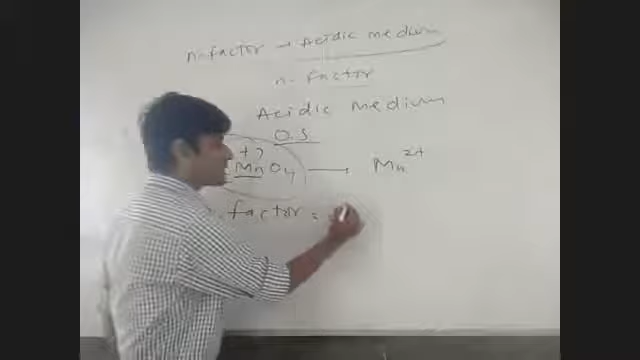 n-factor → Acidic medium
n-factor
Acidic medium
O.S
+7
MnO4 → Mn2+
factor =